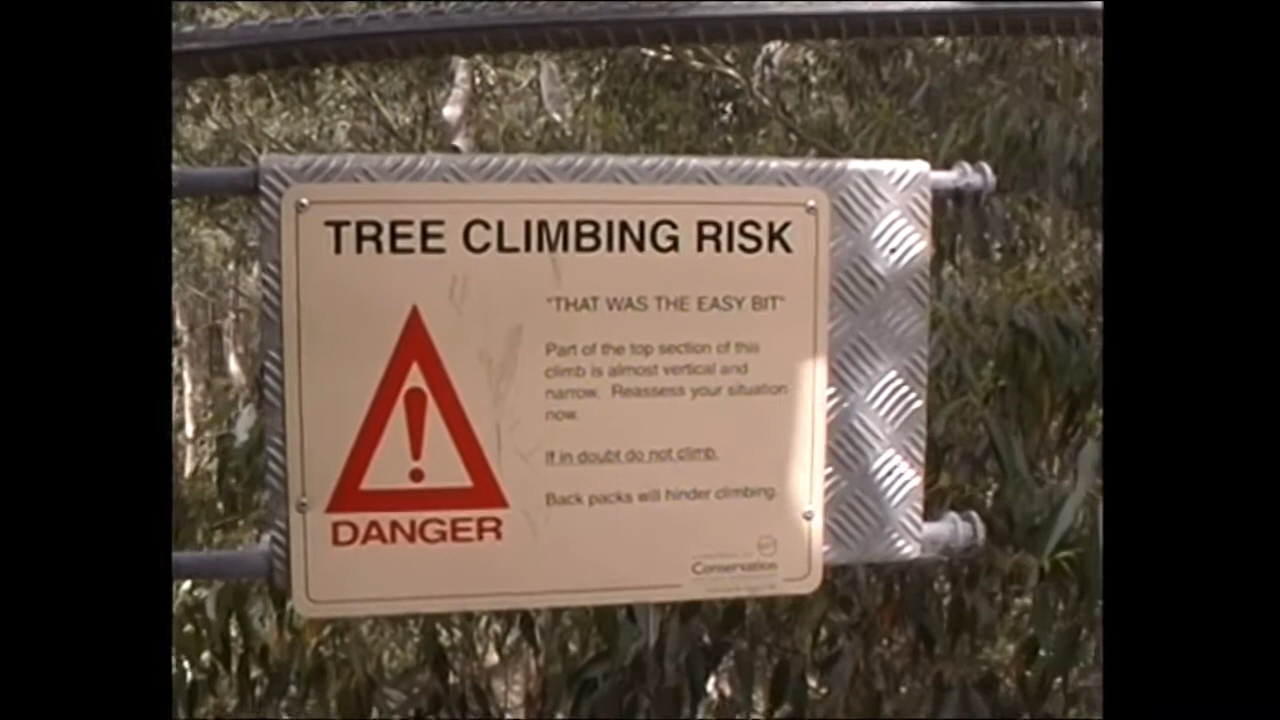 TREE CLIMBING RISK
"THAT WAS THE EASY BIT"
Part of the top section of this
climb is almost vertical and
narrow. Reassess your situation
now.
If in doubt do not climb.
Back packs will hinder climbing.
DANGER
Conservation